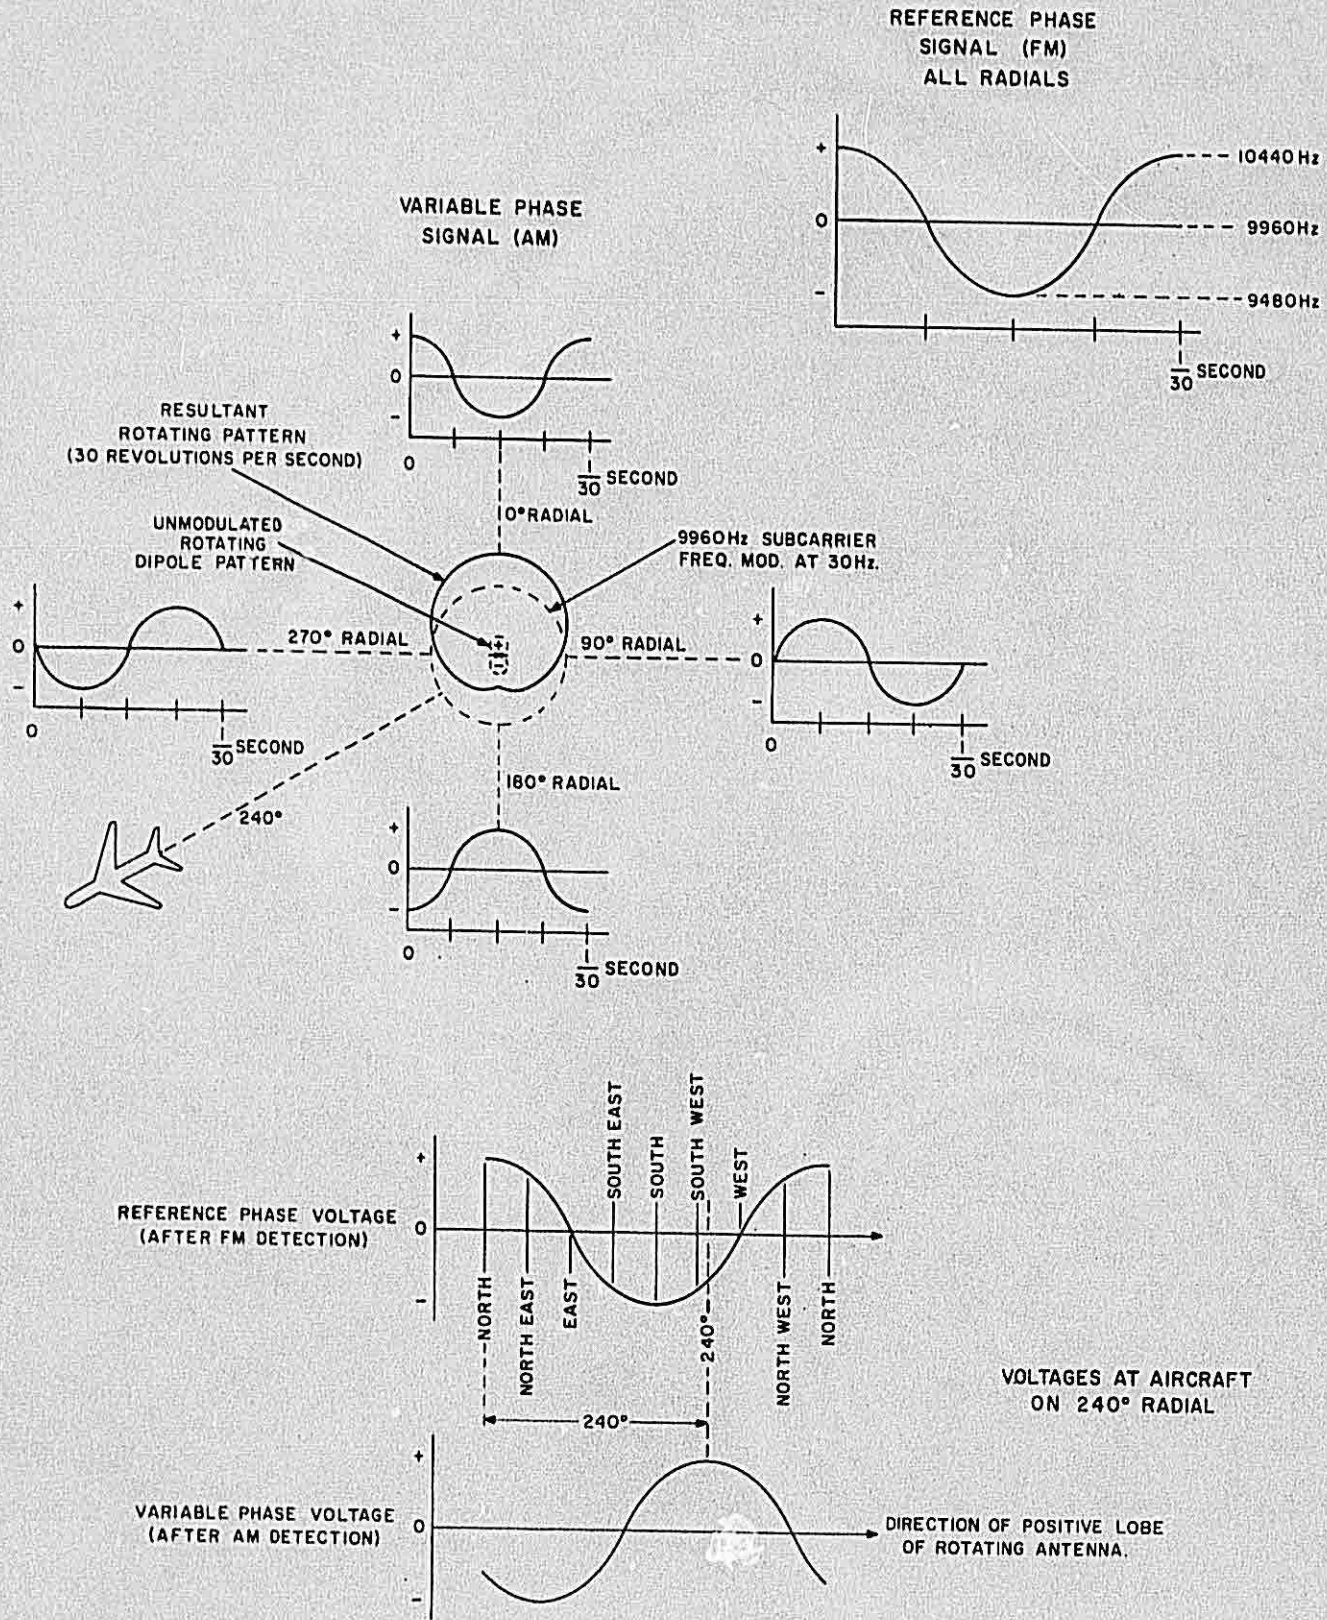 REFERENCE PHASE
SIGNAL (FM)
ALL RADIALS
+
0
-
10440Hz
9960Hz
9480Hz
1/30 SECOND
VARIABLE PHASE
SIGNAL (AM)
+
0
-
0
1/30 SECOND
0° RADIAL
RESULTANT
ROTATING PATTERN
(30 REVOLUTIONS PER SECOND)
UNMODULATED
ROTATING
DIPOLE PATTERN
9960Hz SUBCARRIER
FREQ. MOD. AT 30Hz.
+
0
-
0
1/30 SECOND
270° RADIAL
+
-
90° RADIAL
+
0
-
0
1/30 SECOND
240°
180° RADIAL
+
0
-
0
1/30 SECOND
REFERENCE PHASE VOLTAGE
(AFTER FM DETECTION)
+
0
-
NORTH
NORTH EAST
EAST
SOUTH EAST
SOUTH
SOUTH WEST
240°
WEST
NORTH WEST
NORTH
240°
VOLTAGES AT AIRCRAFT
ON 240° RADIAL
VARIABLE PHASE VOLTAGE
(AFTER AM DETECTION)
+
0
-
DIRECTION OF POSITIVE LOBE
OF ROTATING ANTENNA.